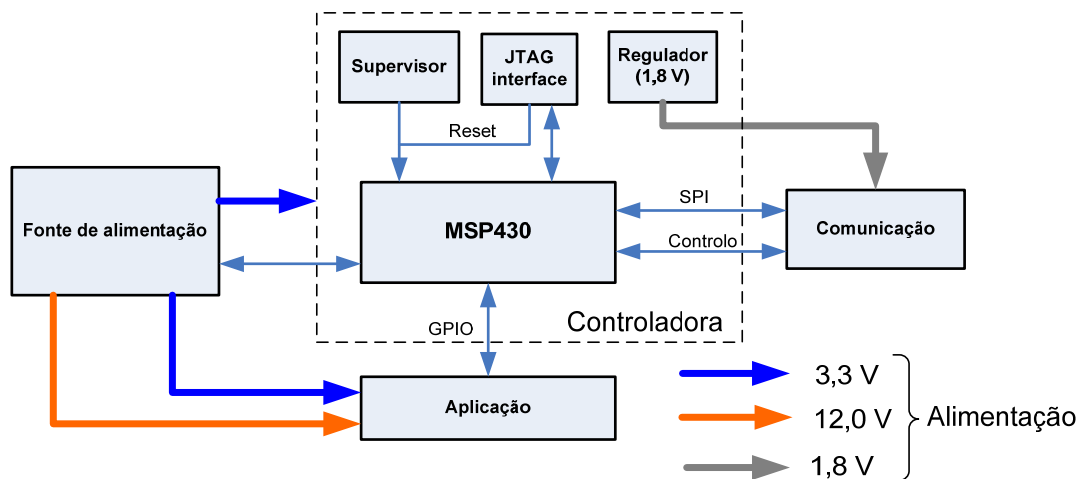 Supervisor
JTAG
interface
Regulador
(1,8 V)
Reset
Fonte de alimentação
MSP430
SPI
Controlo
Comunicação
GPIO
Controladora
Aplicação
3,3 V
12,0 V
Alimentação
1,8 V